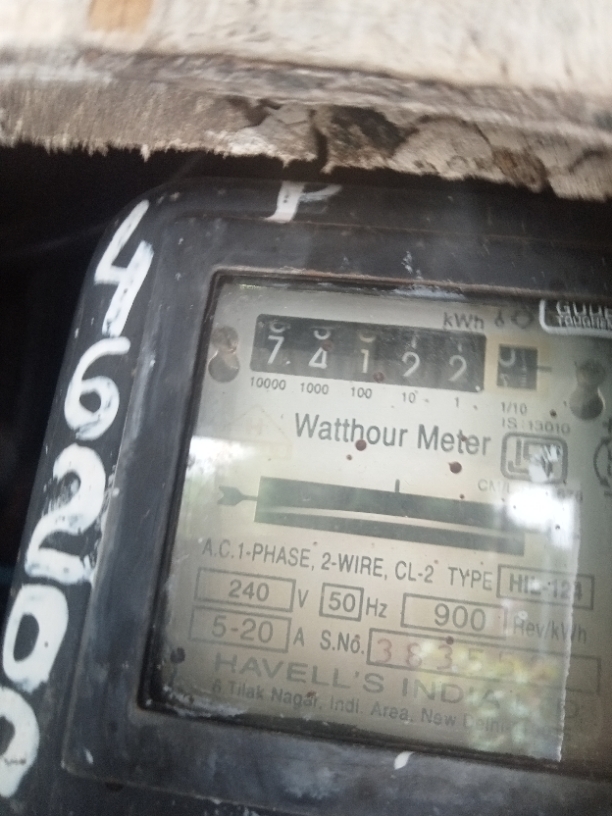 46200
kWh
7 4 1 2 2
10000 1000 100 10 1 1/10
IS:13010
Watthour Meter
A.C.1-PHASE, 2-WIRE, CL-2 TYPE
240 V 50 Hz 900 Rev/kWh
5-20 A S.No.
HAVELL'S INDIA
Tilak Nagar, Indl. Area, New Delhi